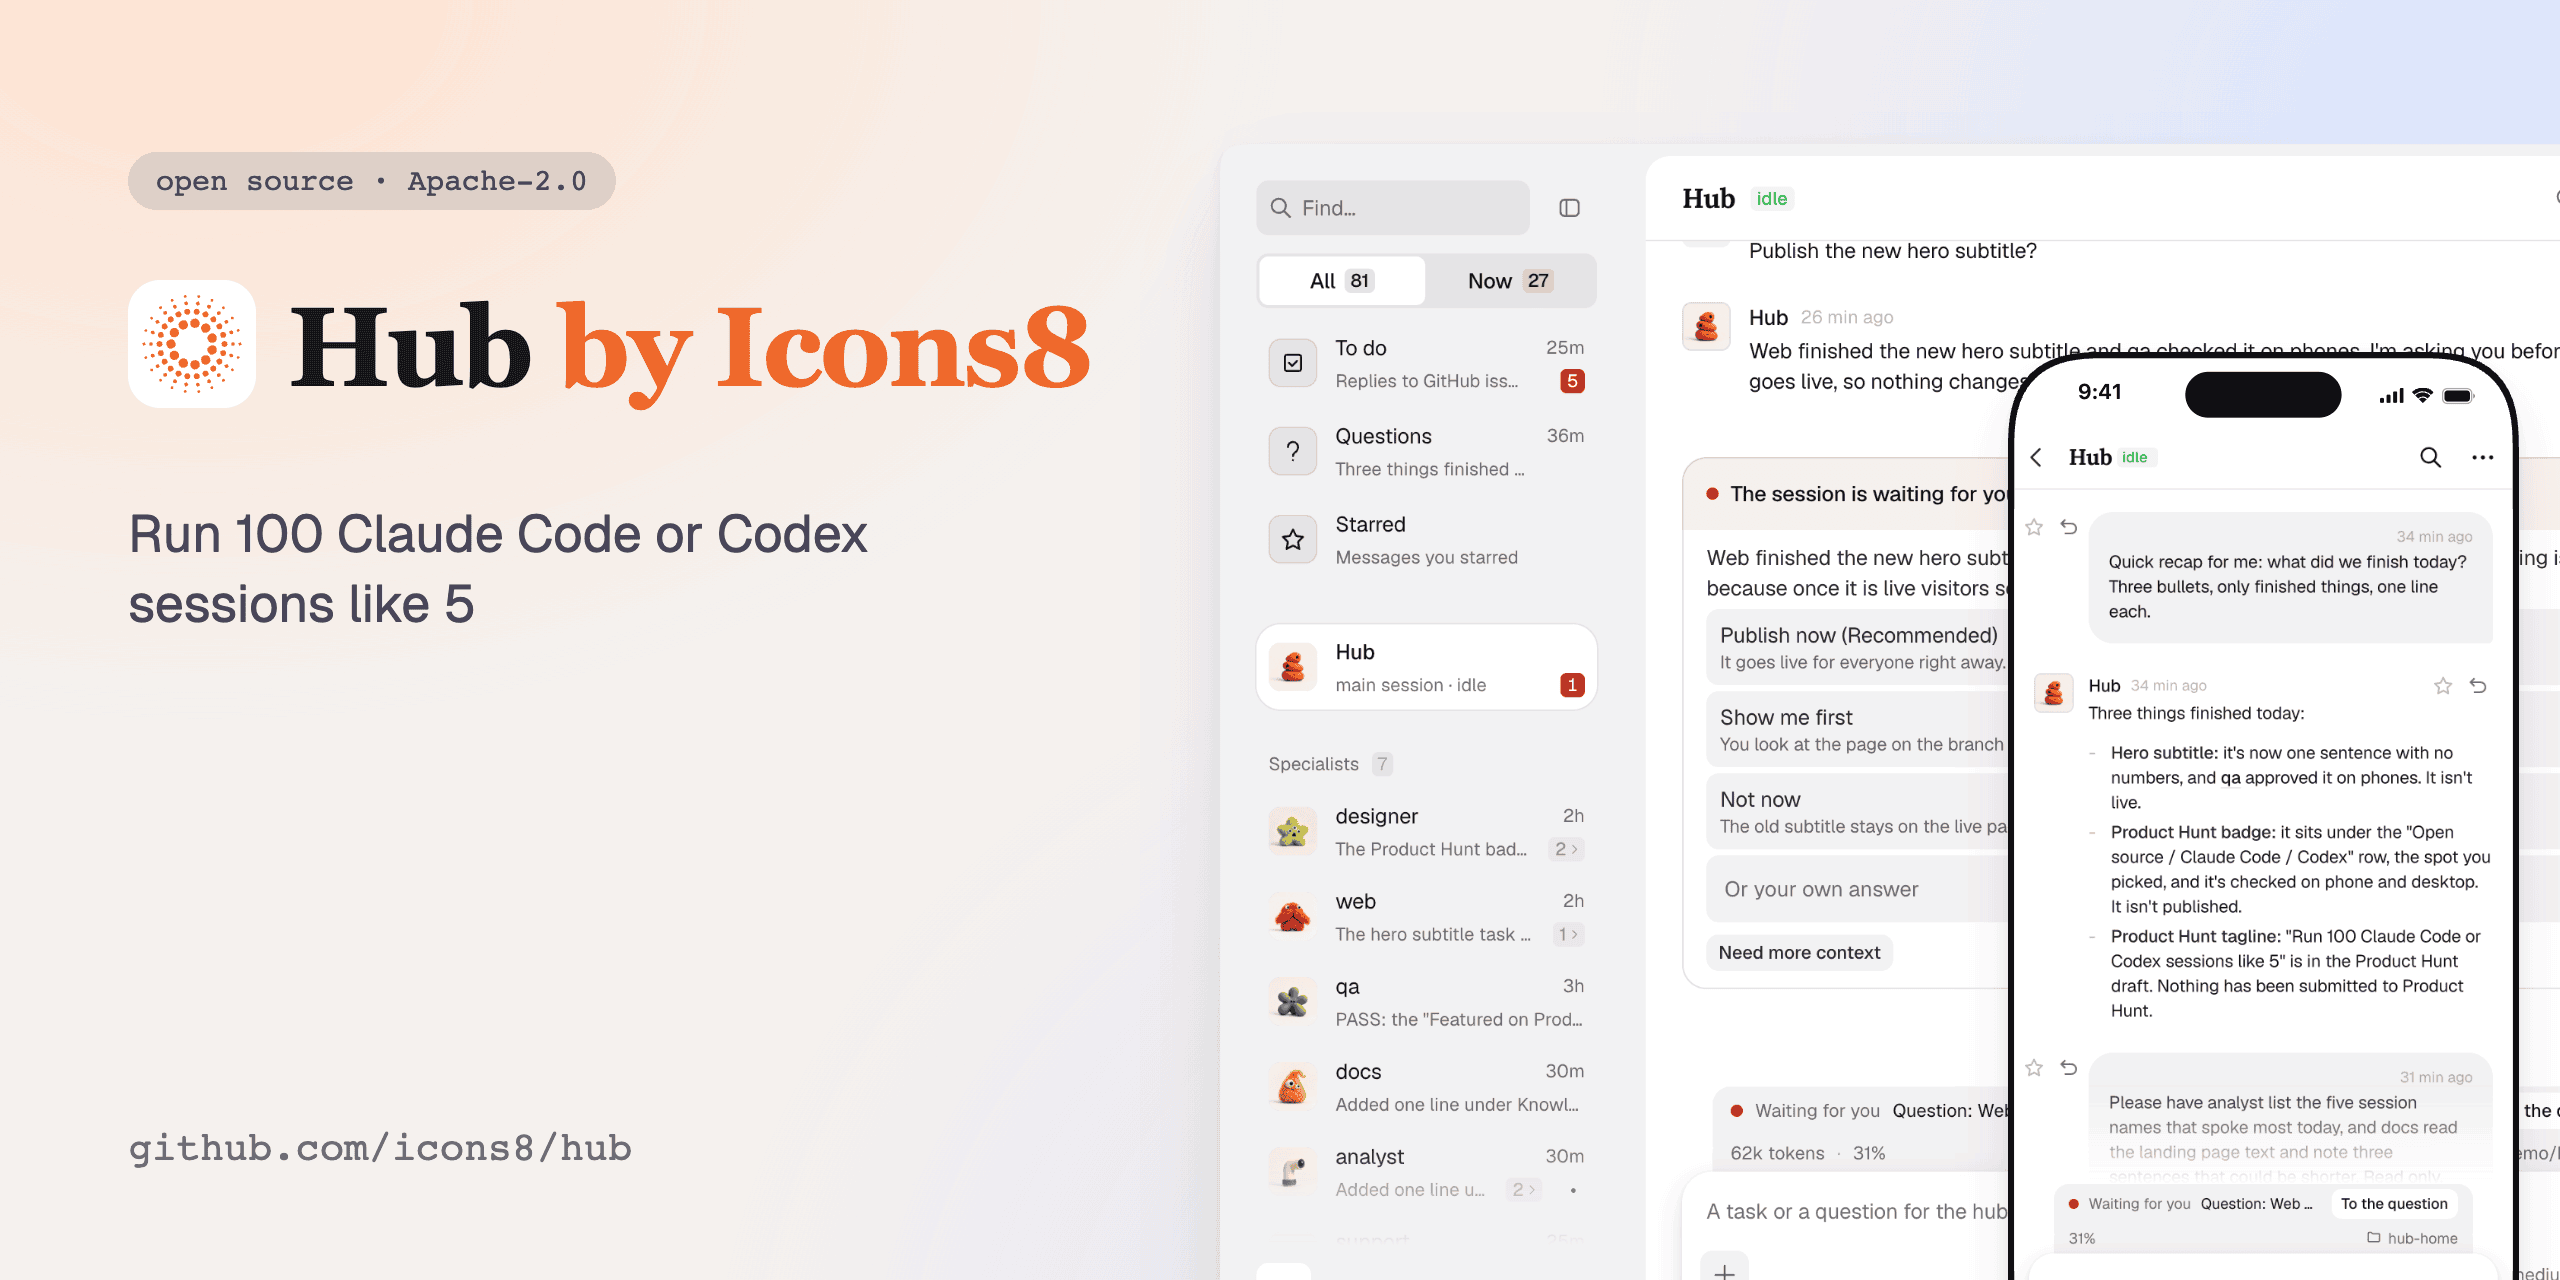 open source • Apache-2.0
Hub by Icons8
Run 100 Claude Code or Codex
sessions like 5
github.com/icons8/hub
Find...
All 81
Now 27
To do 25m
Replies to GitHub iss... 5
Questions 36m
Three things finished ...
Starred
Messages you starred
Hub
main session · idle 1
Specialists 7
designer 2h
The Product Hunt bad... 2 >
web 2h
The hero subtitle task ... 1 >
qa 3h
PASS: the "Featured on Prod...
docs 30m
Added one line under Knowl...
analyst 30m
Added one line u... 2 >
support 25m
Hub idle
Publish the new hero subtitle?
Hub 26 min ago
Web finished the new hero subtitle and qa checked it on phones. I'm asking you
goes live, so nothing changes
The session is waiting for
Web finished the new hero
because once it is live visitors
Publish now (Recommended)
It goes live for everyone right away.
Show me first
You look at the page on the branch
Not now
The old subtitle stays on the live
Or your own answer
Need more context
Waiting for you Question:
62k tokens · 31%
A task or a question for the hub
9:41
Hub idle
34 min ago
Quick recap for me: what did we finish today?
Three bullets, only finished things, one line
each.
Hub 34 min ago
Three things finished today:
- Hero subtitle: it's now one sentence with no
numbers, and qa approved it on phones. It isn't
live.
- Product Hunt badge: it sits under the "Open
source / Claude Code / Codex" row, the spot you
picked, and it's checked on phone and desktop.
It isn't published.
- Product Hunt tagline: "Run 100 Claude Code or
Codex sessions like 5" is in the Product Hunt
draft. Nothing has been submitted to Product
Hunt.
31 min ago
Please have analyst list the five session
names that spoke most today, and docs read
the landing page text and note three
sentences that could be shorter. Read only
Waiting for you Question: Web ... To the question
31% hub-home